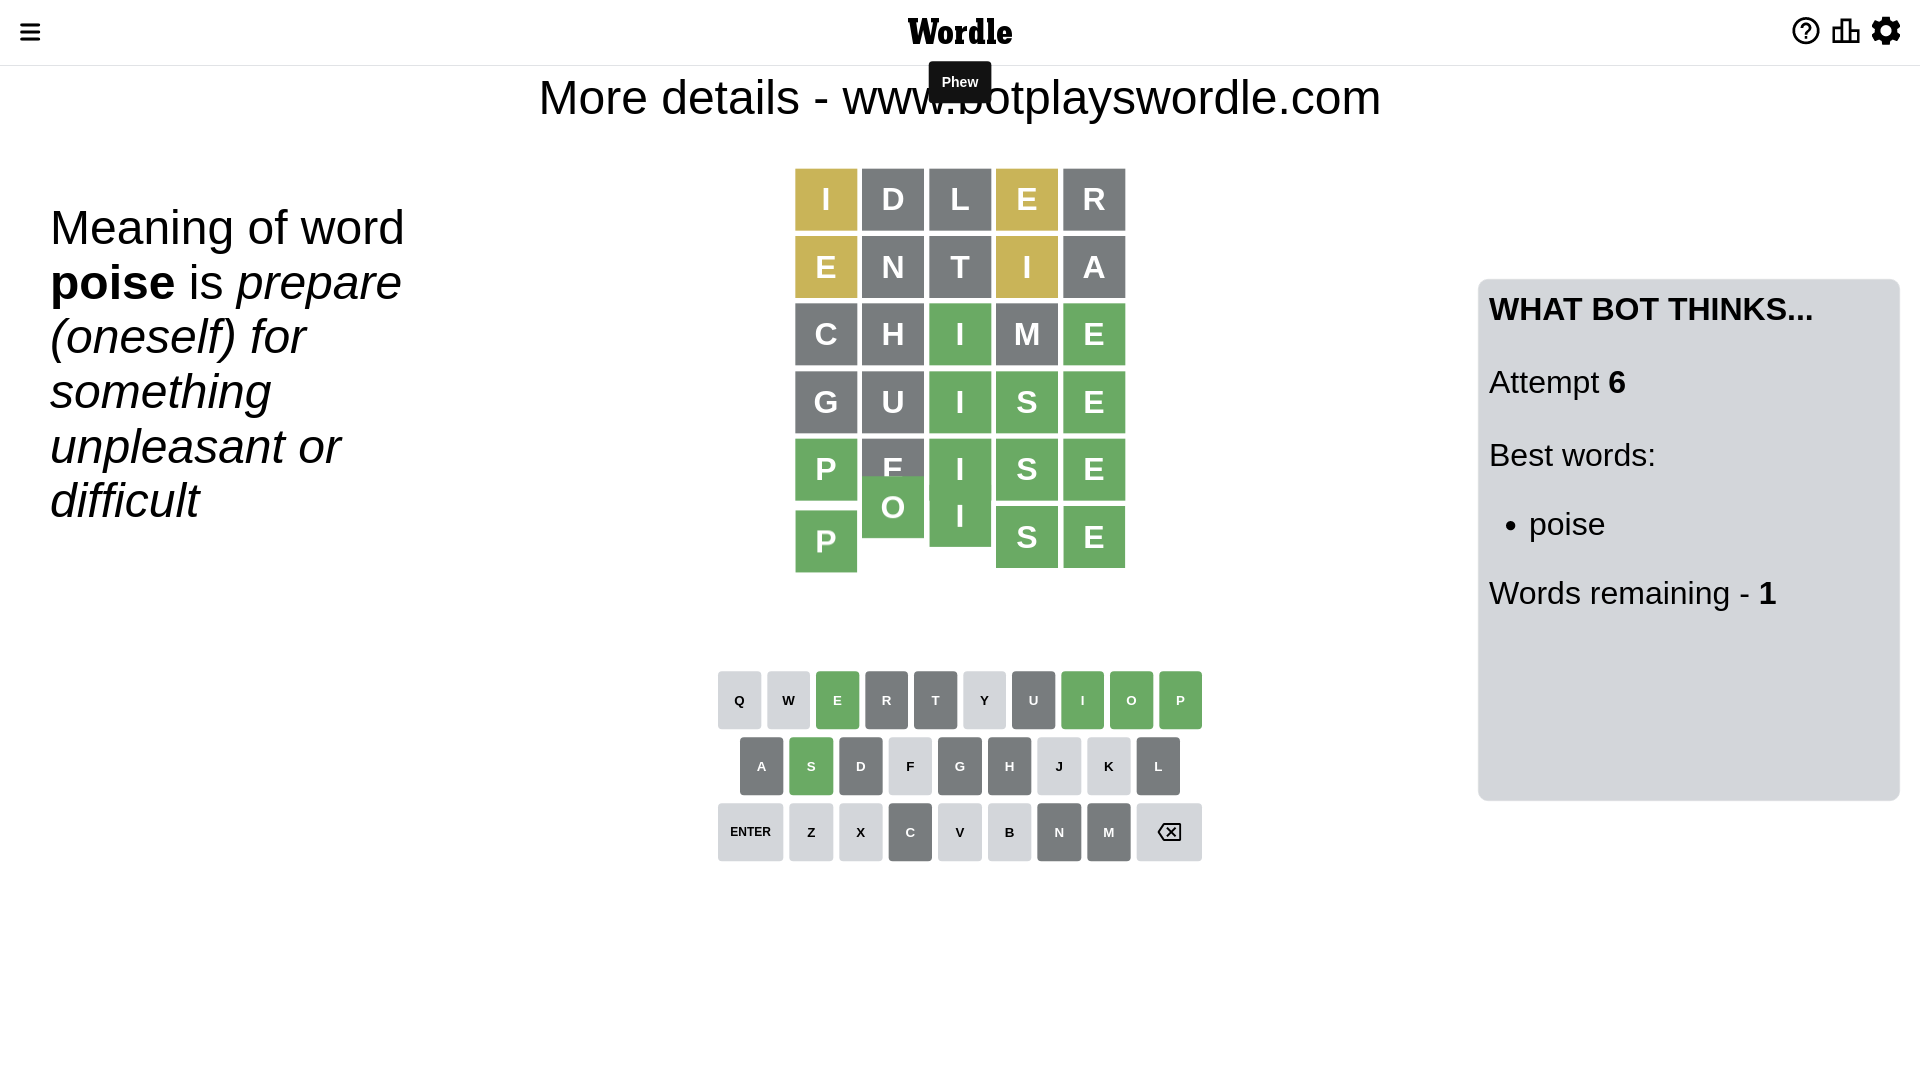 Wordle
Phew
More details - www.botplayswordle.com
Meaning of word
poise is prepare
(oneself) for
something
unpleasant or
difficult
I D L E R
E N T I A
C H I M E
G U I S E
P E I S E
P O I S E
WHAT BOT THINKS...
Attempt 6
Best words:
• poise
Words remaining - 1
Q W E R T Y U I O P
A S D F G H J K L
ENTER Z X C V B N M